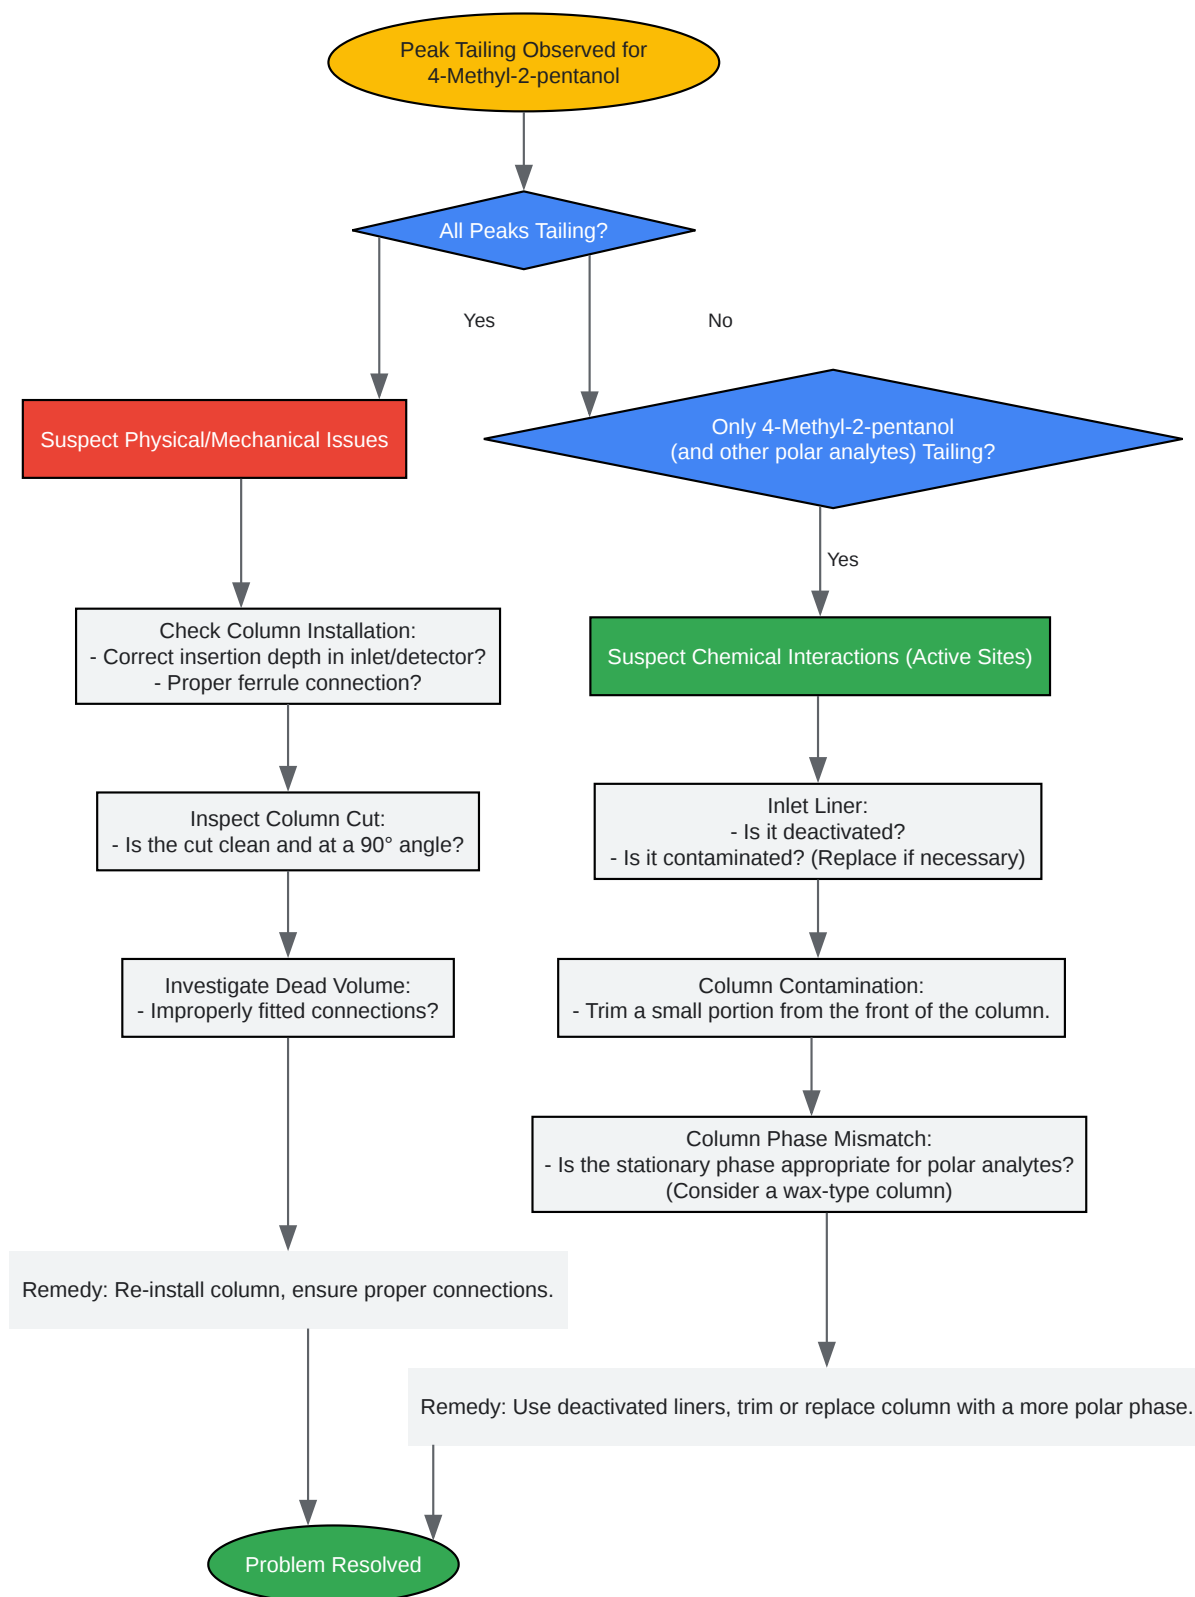 Peak Tailing Observed for
4-Methyl-2-pentanol
All Peaks Tailing?
Yes
No
Suspect Physical/Mechanical Issues
Only 4-Methyl-2-pentanol
(and other polar analytes) Tailing?
Yes
Check Column Installation:
- Correct insertion depth in inlet/detector?
- Proper ferrule connection?
Suspect Chemical Interactions (Active Sites)
Inspect Column Cut:
- Is the cut clean and at a 90° angle?
Inlet Liner:
- Is it deactivated?
- Is it contaminated? (Replace if necessary)
Investigate Dead Volume:
- Improperly fitted connections?
Column Contamination:
- Trim a small portion from the front of the column.
Column Phase Mismatch:
- Is the stationary phase appropriate for polar analytes?
(Consider a wax-type column)
Remedy: Re-install column, ensure proper connections.
Remedy: Use deactivated liners, trim or replace column with a more polar phase.
Problem Resolved